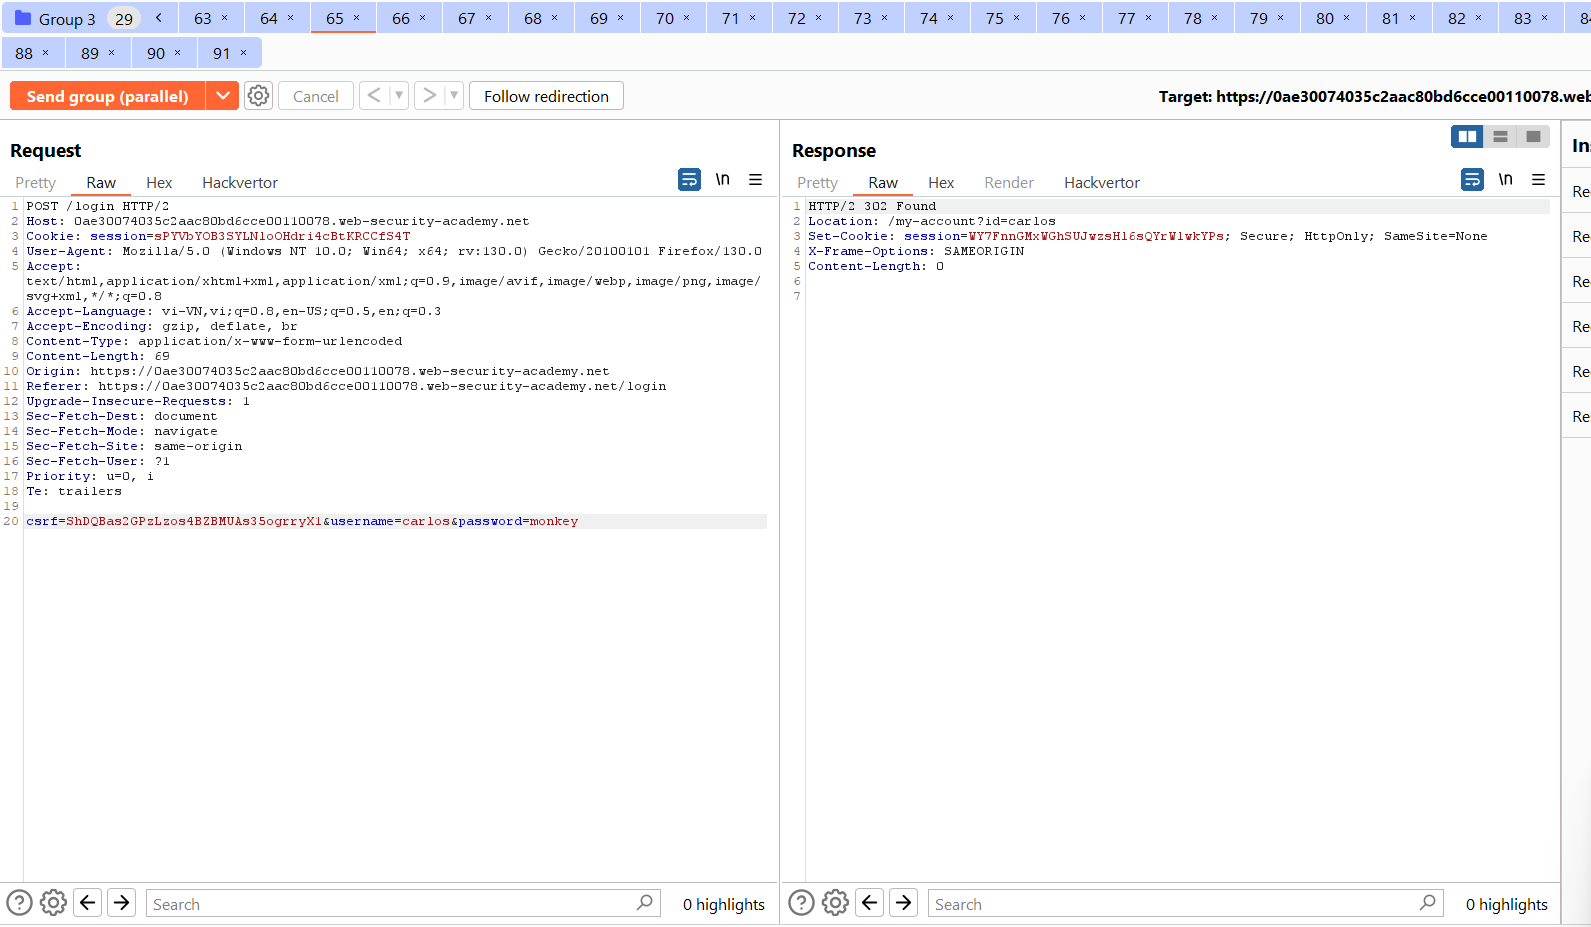 Group 3 29 63 × 64 × 65 × 66 × 67 × 68 × 69 × 70 × 71 × 72 × 73 × 74 × 75 × 76 × 77 × 78 × 79 × 80 × 81 × 82 × 83 ×
88 × 89 × 90 × 91 ×
Send group (parallel) Cancel < > Follow redirection Target: https://0ae30074035c2aac80bd6cce00110078.web
Request
Pretty Raw Hex Hackvertor \n
1 POST /login HTTP/2
2 Host: 0ae30074035c2aac80bd6cce00110078.web-security-academy.net
3 Cookie: session=sPYVbYOB3SYLNloOHdri4cBtKRCCfS4T
4 User-Agent: Mozilla/5.0 (Windows NT 10.0; Win64; x64; rv:130.0) Gecko/20100101 Firefox/130.0
5 Accept:
text/html,application/xhtml+xml,application/xml;q=0.9,image/avif,image/webp,image/png,image/
svg+xml,*/*;q=0.8
6 Accept-Language: vi-VN,vi;q=0.8,en-US;q=0.5,en;q=0.3
7 Accept-Encoding: gzip, deflate, br
8 Content-Type: application/x-www-form-urlencoded
9 Content-Length: 69
10 Origin: https://0ae30074035c2aac80bd6cce00110078.web-security-academy.net
11 Referer: https://0ae30074035c2aac80bd6cce00110078.web-security-academy.net/login
12 Upgrade-Insecure-Requests: 1
13 Sec-Fetch-Dest: document
14 Sec-Fetch-Mode: navigate
15 Sec-Fetch-Site: same-origin
16 Sec-Fetch-User: ?1
17 Priority: u=0, i
18 Te: trailers
19
20 csrf=ShDQBas2GPzLzos4BZBMUAs35ogrryX1&username=carlos&password=monkey
Search 0 highlights
Response
Pretty Raw Hex Render Hackvertor \n
1 HTTP/2 302 Found
2 Location: /my-account?id=carlos
3 Set-Cookie: session=WY7FnnGMxWGhSUJwzsHl6sQYrWlwkYPs; Secure; HttpOnly; SameSite=None
4 X-Frame-Options: SAMEORIGIN
5 Content-Length: 0
6
7
Search 0 highlights
Ins
Re
Re
Re
Re
Re
Re